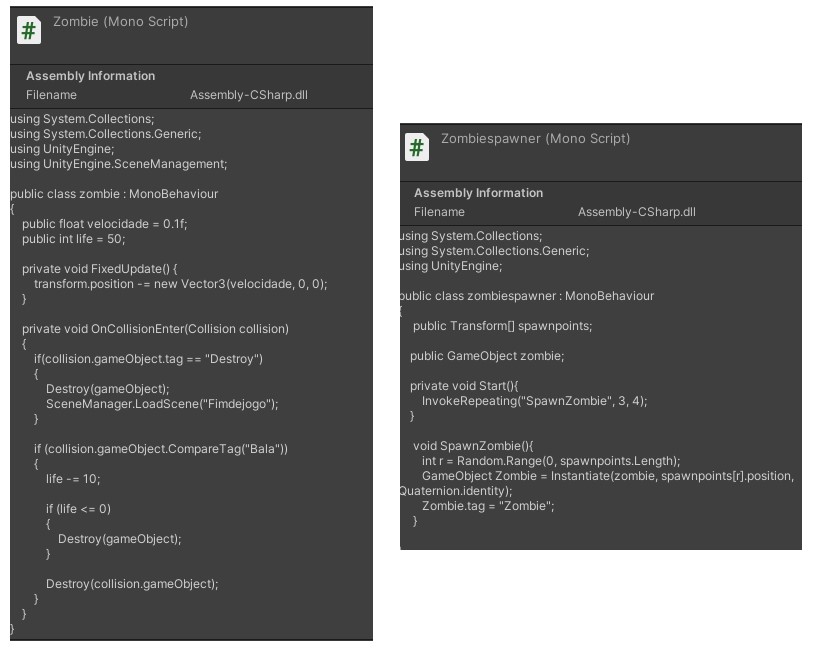 Zombie (Mono Script)
#
Assembly Information
Filename Assembly-CSharp.dll
using System.Collections;
using System.Collections.Generic;
using UnityEngine;
using UnityEngine.SceneManagement;
public class zombie : MonoBehaviour
{
public float velocidade = 0.1f;
public int life = 50;
private void FixedUpdate() {
transform.position -= new Vector3(velocidade, 0, 0);
}
private void OnCollisionEnter(Collision collision)
{
if(collision.gameObject.tag == "Destroy")
{
Destroy(gameObject);
SceneManager.LoadScene("Fimdejogo");
}
if (collision.gameObject.CompareTag("Bala"))
{
life -= 10;
if (life <= 0)
{
Destroy(gameObject);
}
Destroy(collision.gameObject);
}
}
}
Zombiespawner (Mono Script)
#
Assembly Information
Filename Assembly-CSharp.dll
using System.Collections;
using System.Collections.Generic;
using UnityEngine;
public class zombiespawner : MonoBehaviour
{
public Transform[] spawnpoints;
public GameObject zombie;
private void Start(){
InvokeRepeating("SpawnZombie", 3, 4);
}
void SpawnZombie(){
int r = Random.Range(0, spawnpoints.Length);
GameObject Zombie = Instantiate(zombie, spawnpoints[r].position,
Quaternion.identity);
Zombie.tag = "Zombie";
}